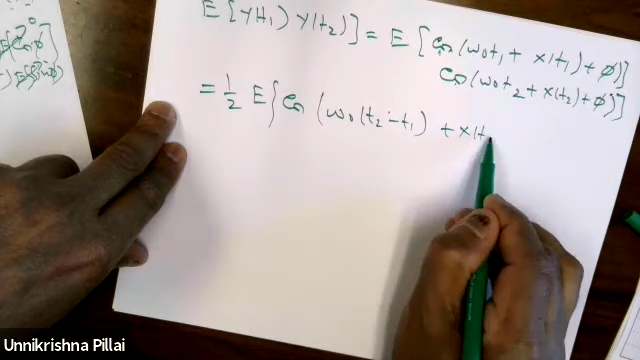 E{Y(t₁) Y(t₂)} = E{Cos(w₀t₁ + X(t₁) + φ)
Cos(w₀t₂ + X(t₂) + φ)}
= 1/2 E{Cos(w₀(t₂-t₁) + X(t
Unnikrishna Pillai